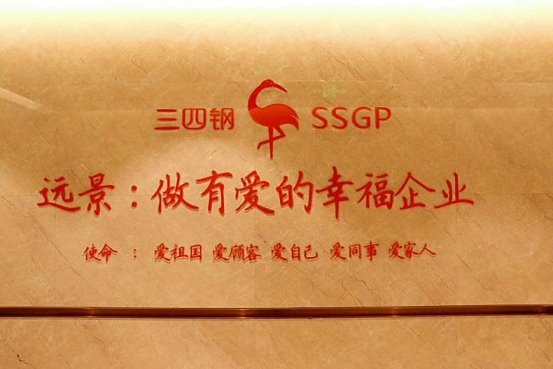 三四钢 SSGP
远景：做有爱的幸福企业
使命：爱祖国 爱顾客 爱自己 爱同事 爱家人